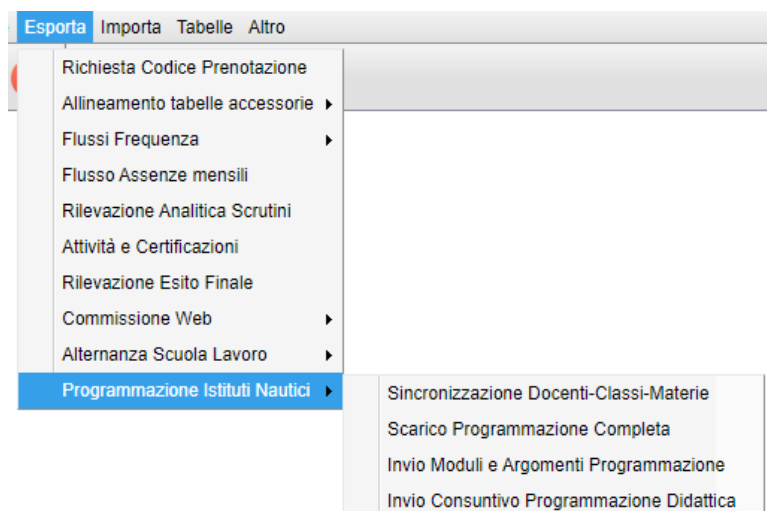 Esporta Importa Tabelle Altro
Richiesta Codice Prenotazione
Allineamento tabelle accessorie
Flussi Frequenza
Flusso Assenze mensili
Rilevazione Analitica Scrutini
Attività e Certificazioni
Rilevazione Esito Finale
Commissione Web
Alternanza Scuola Lavoro
Programmazione Istituti Nautici
Sincronizzazione Docenti-Classi-Materie
Scarico Programmazione Completa
Invio Moduli e Argomenti Programmazione
Invio Consuntivo Programmazione Didattica